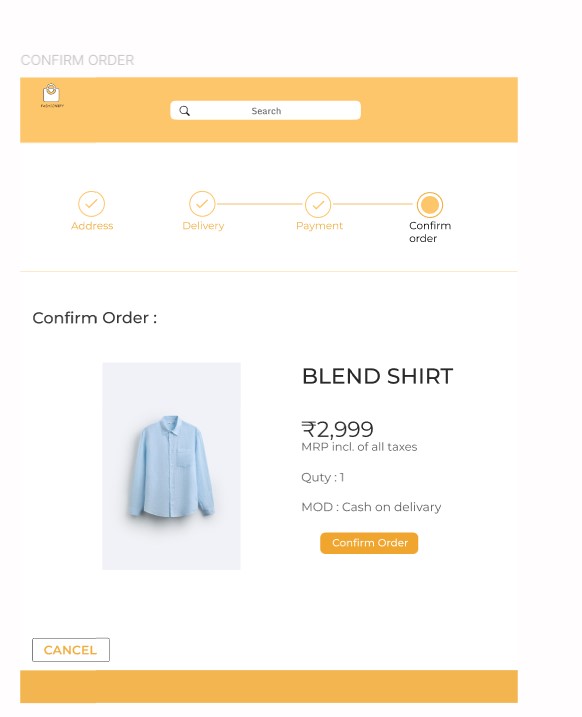 CONFIRM ORDER
Search
Address
Delivery
Payment
Confirm
order
Confirm Order :
BLEND SHIRT
₹2,999
MRP incl. of all taxes
Quty : 1
MOD : Cash on delivary
Confirm Order
CANCEL